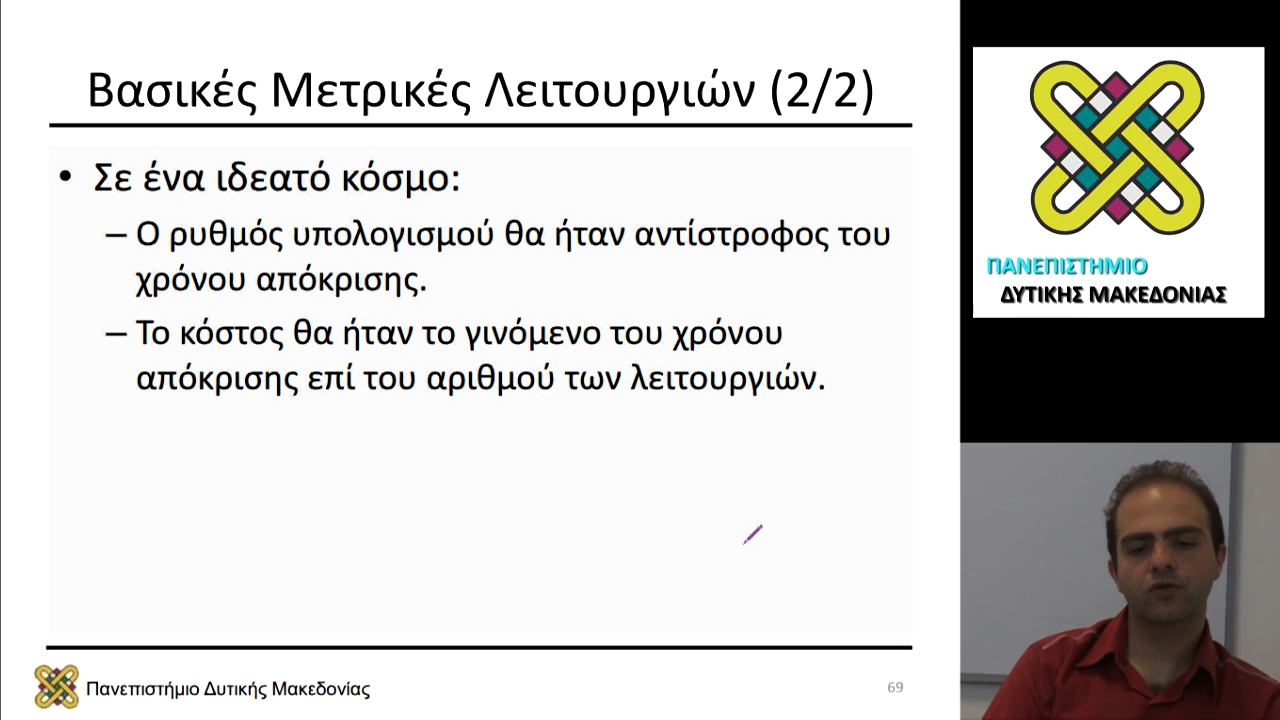 Βασικές Μετρικές Λειτουργιών (2/2)
• Σε ένα ιδεατό κόσμο:
– Ο ρυθμός υπολογισμού θα ήταν αντίστροφος του
χρόνου απόκρισης.
– Το κόστος θα ήταν το γινόμενο του χρόνου
απόκρισης επί του αριθμού των λειτουργιών.
Πανεπιστήμιο Δυτικής Μακεδονίας
69
ΠΑΝΕΠΙΣΤΗΜΙΟ
ΔΥΤΙΚΗΣ ΜΑΚΕΔΟΝΙΑΣ